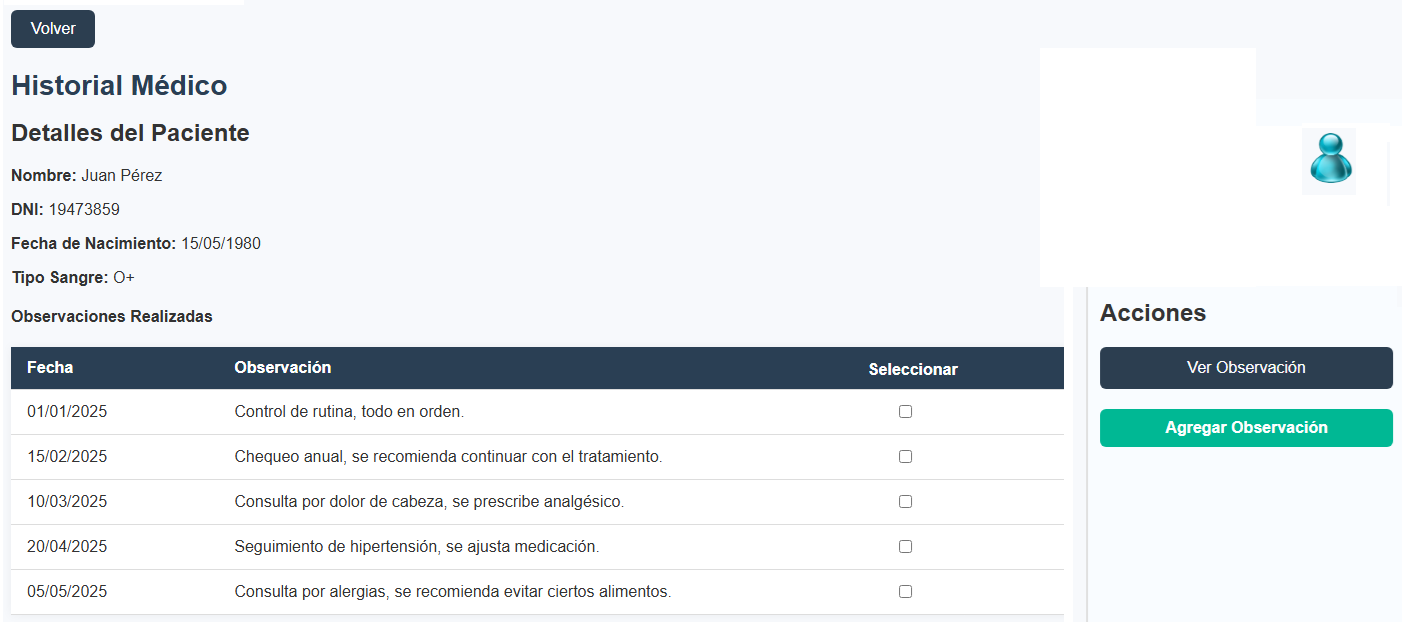 Volver
Historial Médico
Detalles del Paciente
Nombre: Juan Pérez
DNI: 19473859
Fecha de Nacimiento: 15/05/1980
Tipo Sangre: O+
Observaciones Realizadas
Fecha Observación Seleccionar
01/01/2025 Control de rutina, todo en orden.
15/02/2025 Chequeo anual, se recomienda continuar con el tratamiento.
10/03/2025 Consulta por dolor de cabeza, se prescribe analgésico.
20/04/2025 Seguimiento de hipertensión, se ajusta medicación.
05/05/2025 Consulta por alergias, se recomienda evitar ciertos alimentos.
Acciones
Ver Observación
Agregar Observación